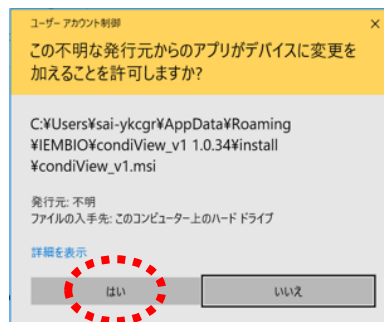 ユーザー アカウント制御
×
この不明な発行元からのアプリがデバイスに変更を
加えることを許可しますか?
C:¥Users¥sai-ykcgr¥AppData¥Roaming
¥IEMBIO¥condiView_v1 1.0.34¥install
¥condiView_v1.msi
発行元: 不明
ファイルの入手先: このコンピューター上のハード ドライブ
詳細を表示
はい
いいえ